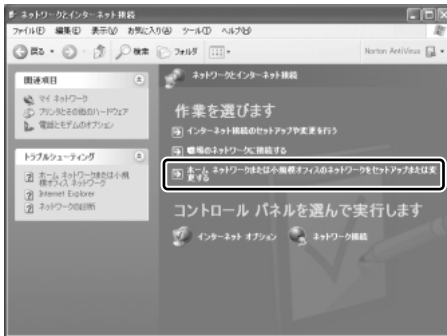 ネットワークとインターネット接続
ファイル(F) 編集(E) 表示(V) お気に入り(A) ツール(T) ヘルプ(H)
戻る 検索 フォルダ Norton AntiVirus
関連項目
マイ ネットワーク
プリンタとその他のハードウェア
電話とモデムのオプション
トラブルシューティング
ホーム ネットワークまたは小規
模オフィス ネットワーク
Internet Explorer
ネットワークの診断
ネットワークとインターネット接続
作業を選びます
インターネット接続のセットアップや変更を行う
職場のネットワークに接続する
ホーム ネットワークまたは小規模オフィスのネットワークをセットアップまたは変
更する
コントロール パネルを選んで実行します
インターネット オプション ネットワーク接続